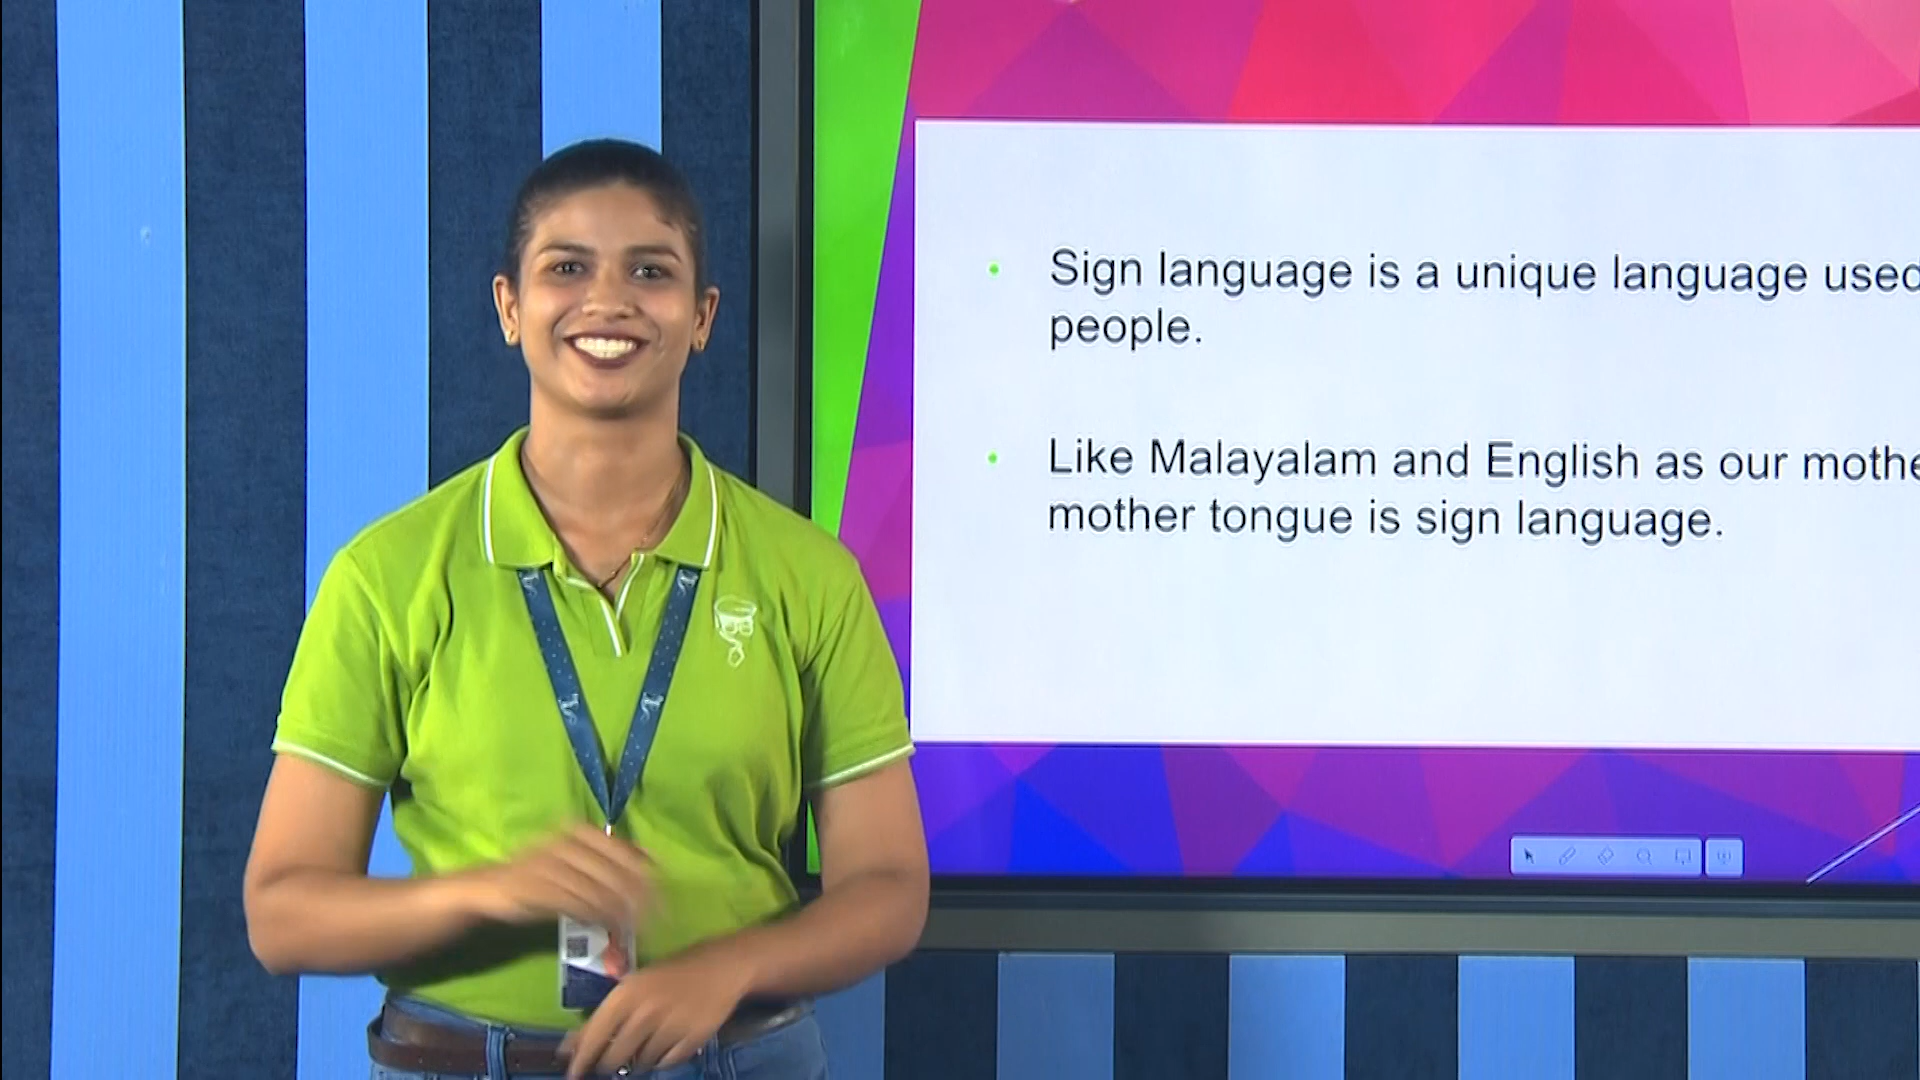 Sign language is a unique language used
people.
Like Malayalam and English as our mothe
mother tongue is sign language.